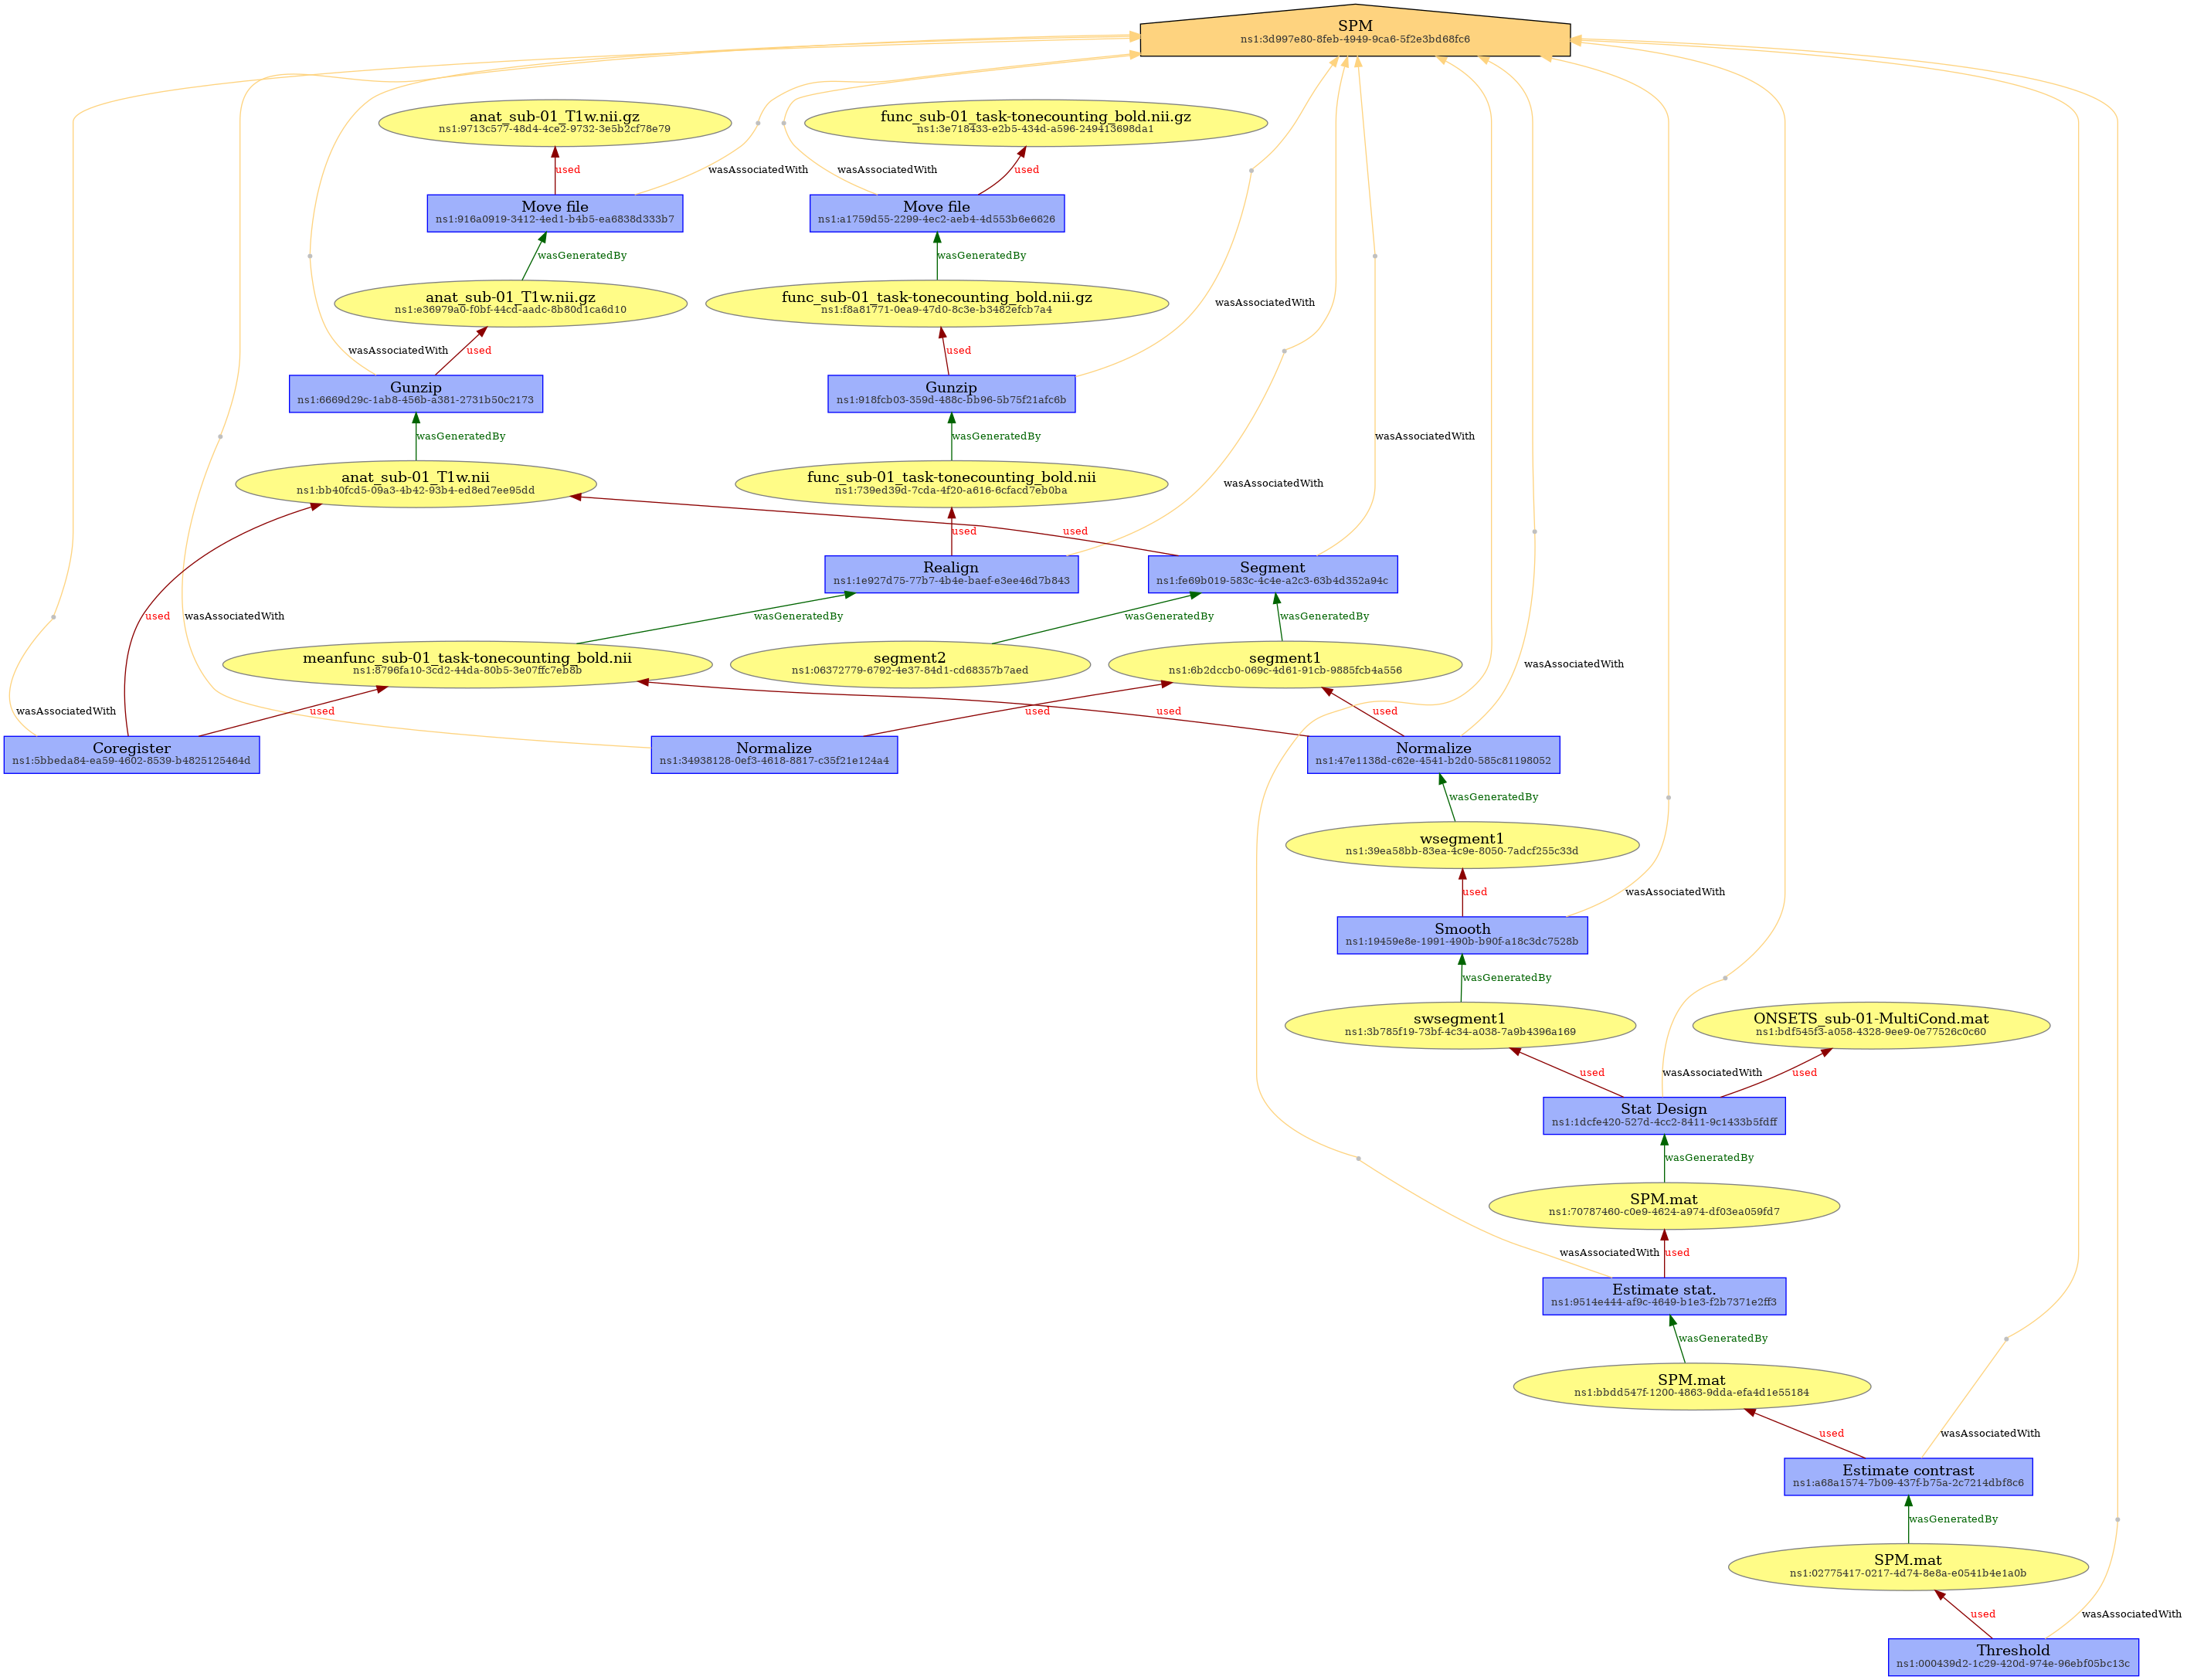 SPM
ns1:3d997e80-8feb-4949-9ca6-5f2e3bd68fc6
anat_sub-01_T1w.nii.gz
ns1:9713c577-48d4-4ce2-9732-3e5b2cf78e79
func_sub-01_task-tonecounting_bold.nii.gz
ns1:3e718433-e2b5-434d-a596-249413698da1
used
wasAssociatedWith
wasAssociatedWith
used
Move file
ns1:916a0919-3412-4ed1-b4b5-ea6838d333b7
Move file
ns1:a1759d55-2299-4ec2-aeb4-4d553b6e6626
wasGeneratedBy
wasGeneratedBy
anat_sub-01_T1w.nii.gz
ns1:e36979a0-f0bf-44cd-aadc-8b80d1ca6d10
func_sub-01_task-tonecounting_bold.nii.gz
ns1:f8a81771-0ea9-47d0-8c3e-b3482efcb7a4
wasAssociatedWith
wasAssociatedWith
used
used
Gunzip
ns1:6669d29c-1ab8-456b-a381-2731b50c2173
Gunzip
ns1:918fcb03-359d-488c-bb96-5b75f21afc6b
wasGeneratedBy
wasGeneratedBy
wasAssociatedWith
anat_sub-01_T1w.nii
ns1:bb40fcd5-09a3-4b42-93b4-ed8ed7ee95dd
func_sub-01_task-tonecounting_bold.nii
ns1:739ed39d-7cda-4f20-a616-6cfacd7eb0ba
wasAssociatedWith
used
used
Realign
ns1:1e927d75-77b7-4b4e-baef-e3ee46d7b843
Segment
ns1:fe69b019-583c-4c4e-a2c3-63b4d352a94c
used
wasAssociatedWith
wasGeneratedBy
wasGeneratedBy
wasGeneratedBy
meanfunc_sub-01_task-tonecounting_bold.nii
ns1:8796fa10-3cd2-44da-80b5-3e07ffc7eb8b
segment2
ns1:06372779-6792-4e37-84d1-cd68357b7aed
segment1
ns1:6b2dccb0-069c-4d61-91cb-9885fcb4a556
wasAssociatedWith
wasAssociatedWith
used
used
used
used
Coregister
ns1:5bbeda84-ea59-4602-8539-b4825125464d
Normalize
ns1:34938128-0ef3-4618-8817-c35f21e124a4
Normalize
ns1:47e1138d-c62e-4541-b2d0-585c81198052
wasGeneratedBy
wsegment1
ns1:39ea58bb-83ea-4c9e-8050-7adcf255c33d
used
wasAssociatedWith
Smooth
ns1:19459e8e-1991-490b-b90f-a18c3dc7528b
wasGeneratedBy
swsegment1
ns1:3b785f19-73bf-4c34-a038-7a9b4396a169
ONSETS_sub-01-MultiCond.mat
ns1:bdf545f3-a058-4328-9ee9-0e77526c0c60
used
wasAssociatedWith
used
Stat Design
ns1:1dcfe420-527d-4cc2-8411-9c1433b5fdff
wasGeneratedBy
SPM.mat
ns1:70787460-c0e9-4624-a974-df03ea059fd7
wasAssociatedWith
used
Estimate stat.
ns1:9514e444-af9c-4649-b1e3-f2b7371e2ff3
wasGeneratedBy
SPM.mat
ns1:bbdd547f-1200-4863-9dda-efa4d1e55184
used
wasAssociatedWith
Estimate contrast
ns1:a68a1574-7b09-437f-b75a-2c7214dbf8c6
wasGeneratedBy
SPM.mat
ns1:02775417-0217-4d74-8e8a-e0541b4e1a0b
used
wasAssociatedWith
Threshold
ns1:000439d2-1c29-420d-974e-96ebf05bc13c